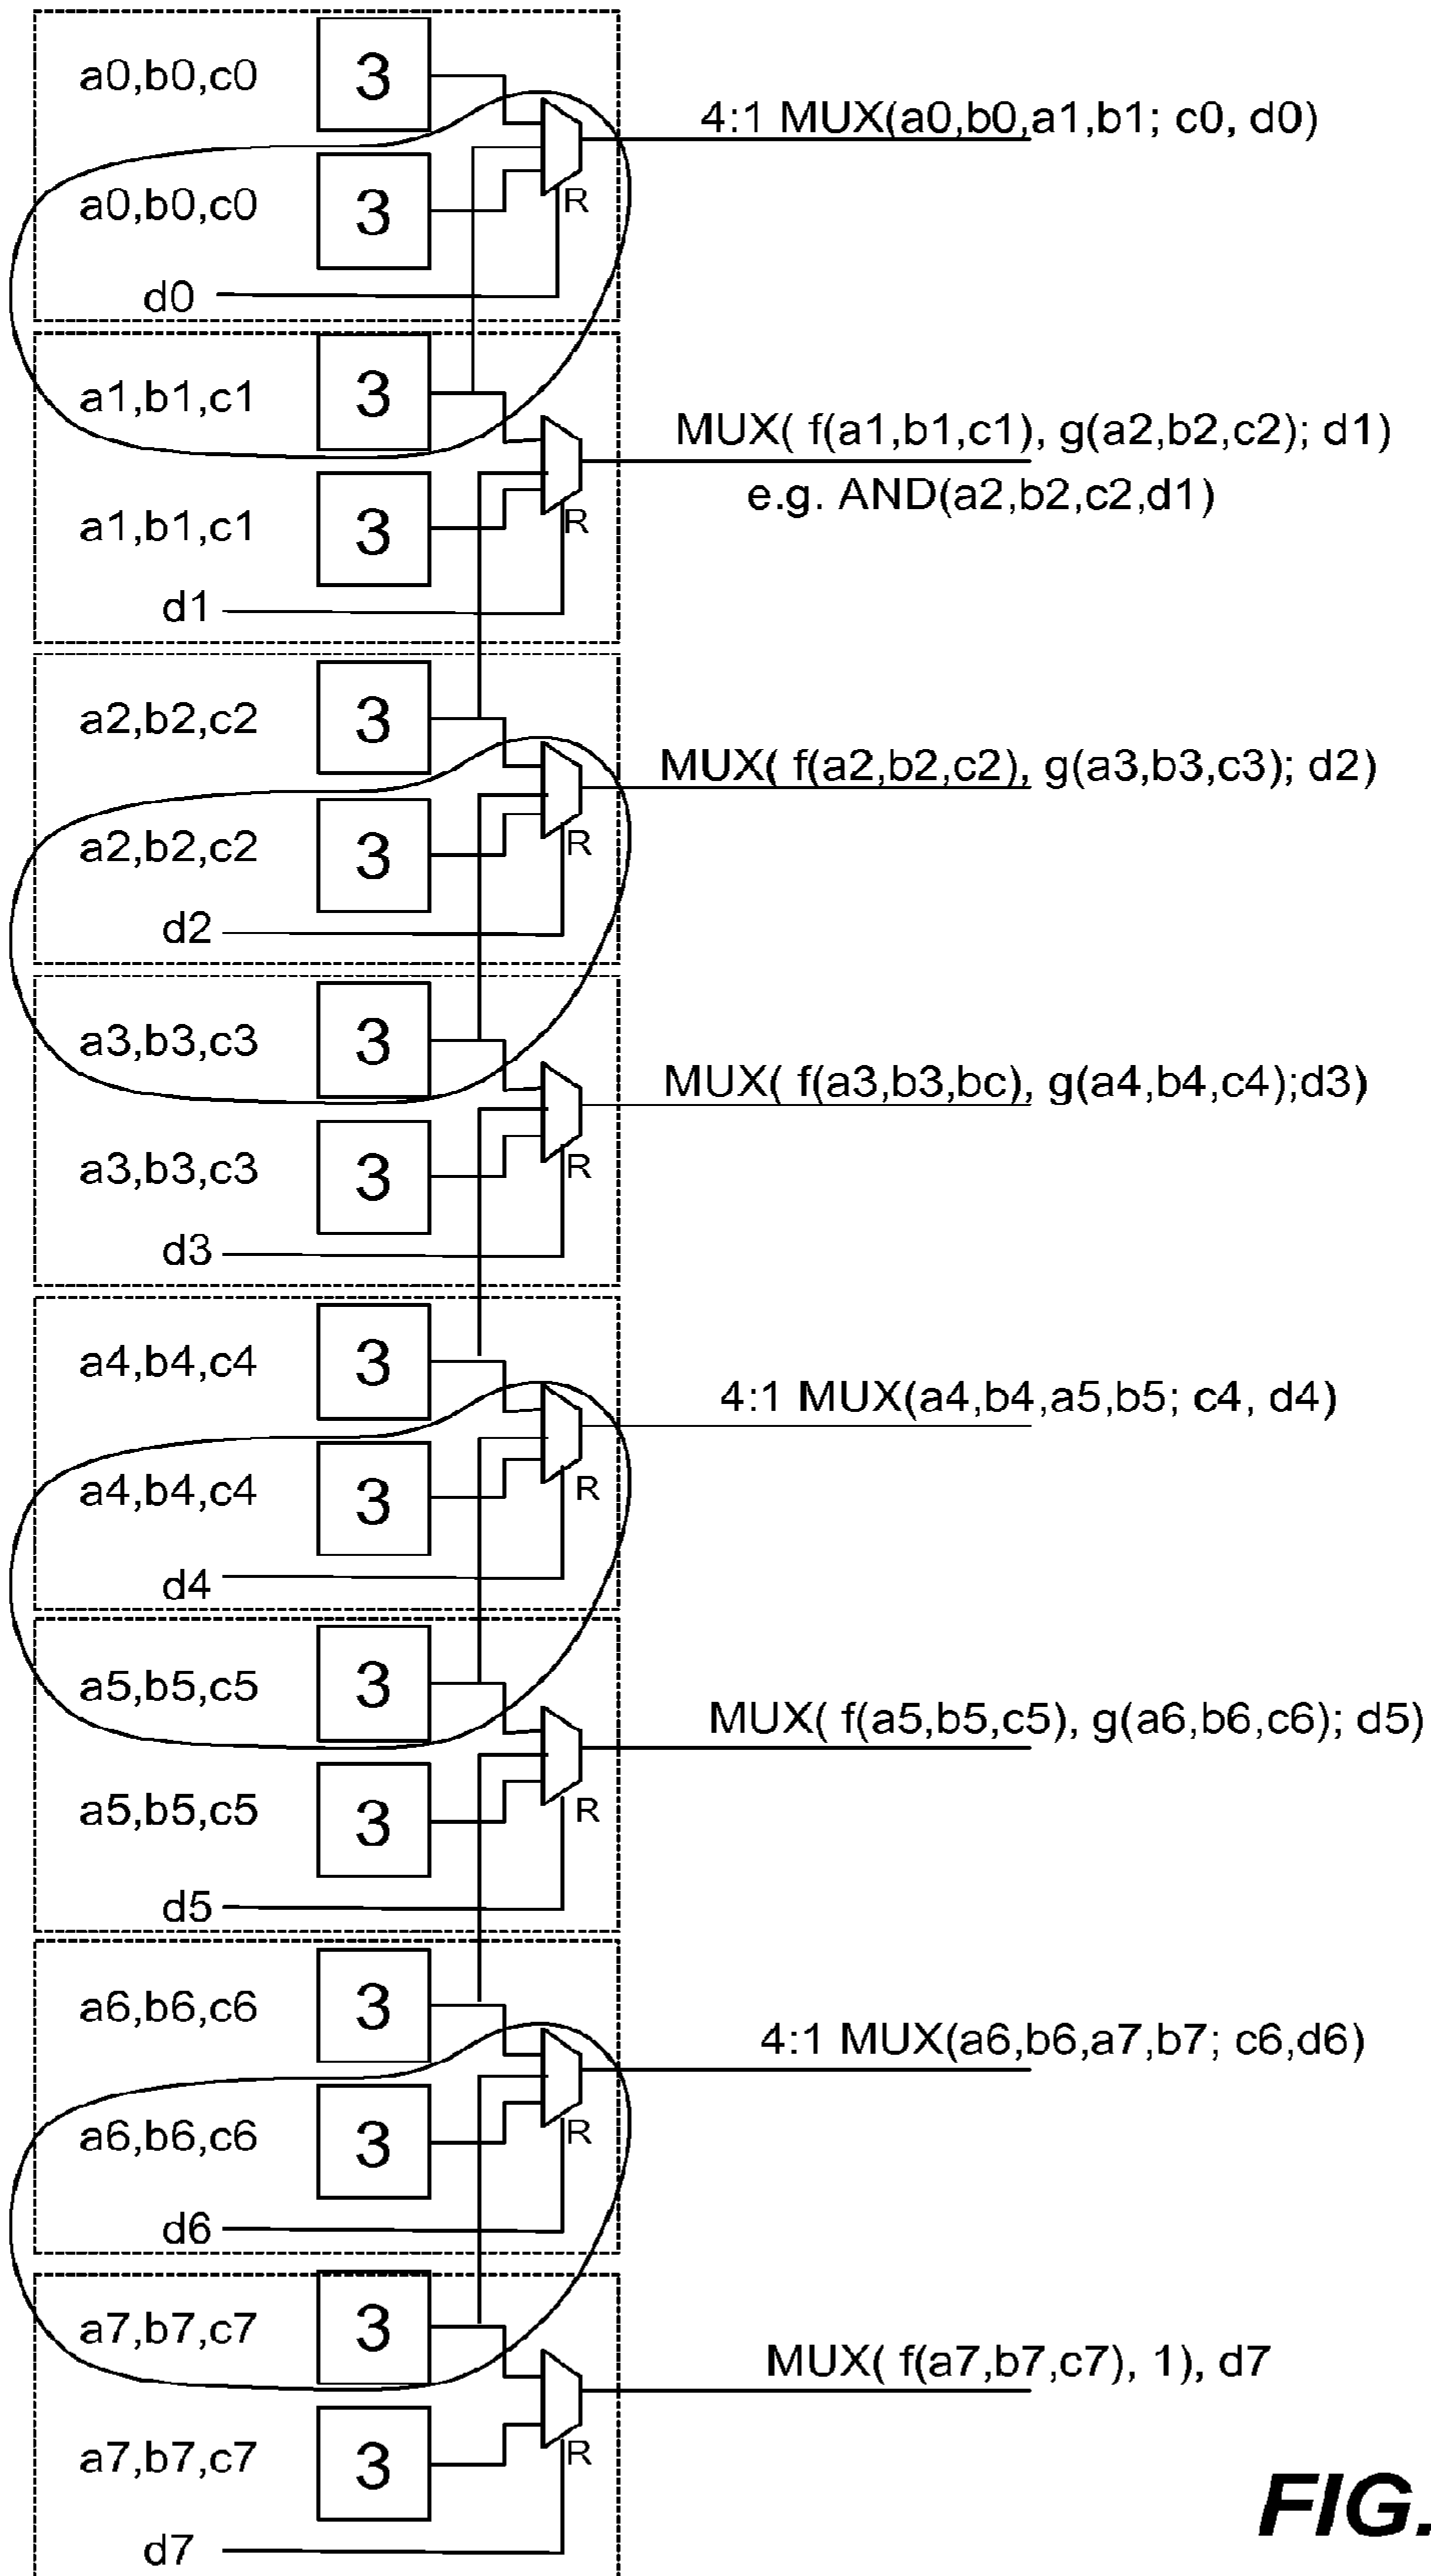 a0,b0,c0 3
4:1 MUX(a0,b0,a1,b1; c0, d0)
a0,b0,c0 3
R
d0
a1,b1,c1 3
MUX( f(a1,b1,c1), g(a2,b2,c2); d1)
e.g. AND(a2,b2,c2,d1)
a1,b1,c1 3
R
d1
a2,b2,c2 3
MUX( f(a2,b2,c2), g(a3,b3,c3); d2)
a2,b2,c2 3
R
d2
a3,b3,c3 3
MUX( f(a3,b3,bc), g(a4,b4,c4);d3)
a3,b3,c3 3
R
d3
a4,b4,c4 3
4:1 MUX(a4,b4,a5,b5; c4, d4)
a4,b4,c4 3
R
d4
a5,b5,c5 3
MUX( f(a5,b5,c5), g(a6,b6,c6); d5)
a5,b5,c5 3
R
d5
a6,b6,c6 3
4:1 MUX(a6,b6,a7,b7; c6,d6)
a6,b6,c6 3
R
d6
a7,b7,c7 3
MUX( f(a7,b7,c7), 1), d7
a7,b7,c7 3
R
d7
FIG.